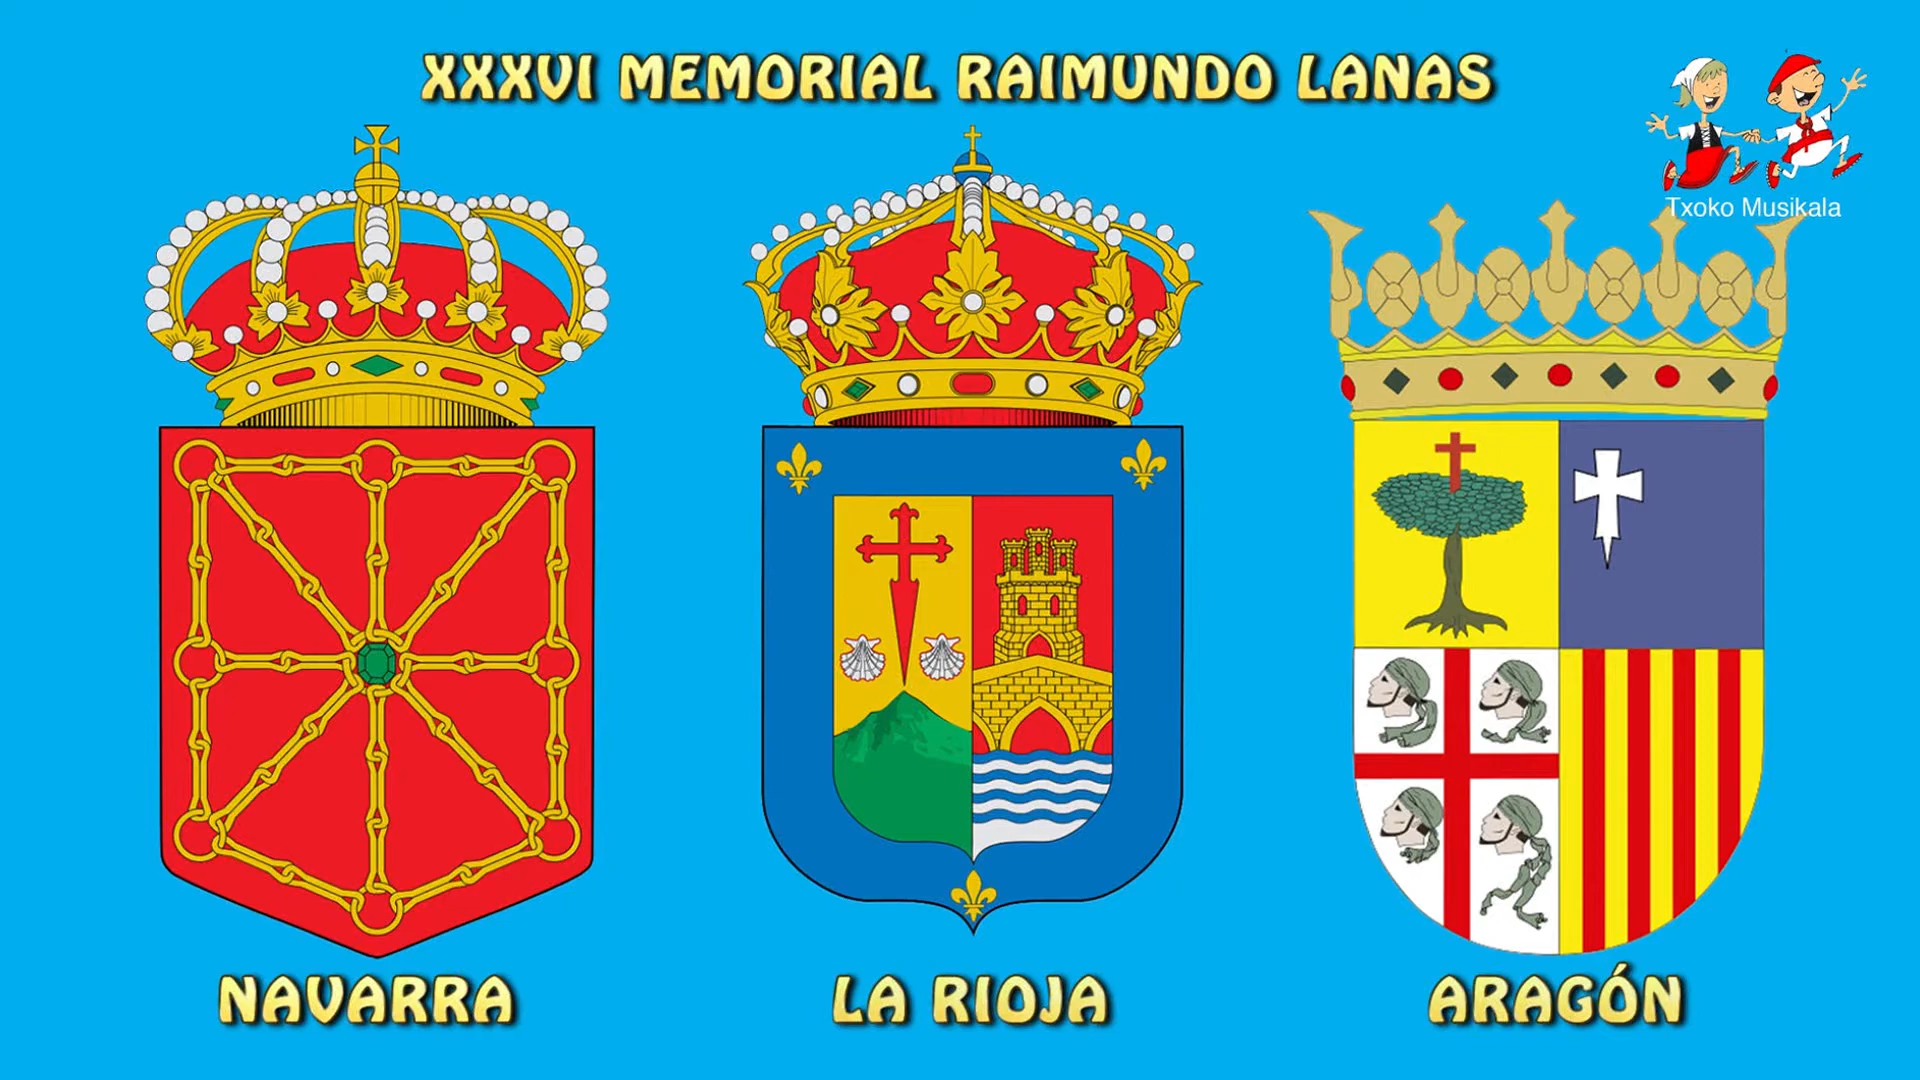 XXXVI MEMORIAL RAIMUNDO LANAS
Txoko Musikala
NAVARRA
LA RIOJA
ARAGÓN